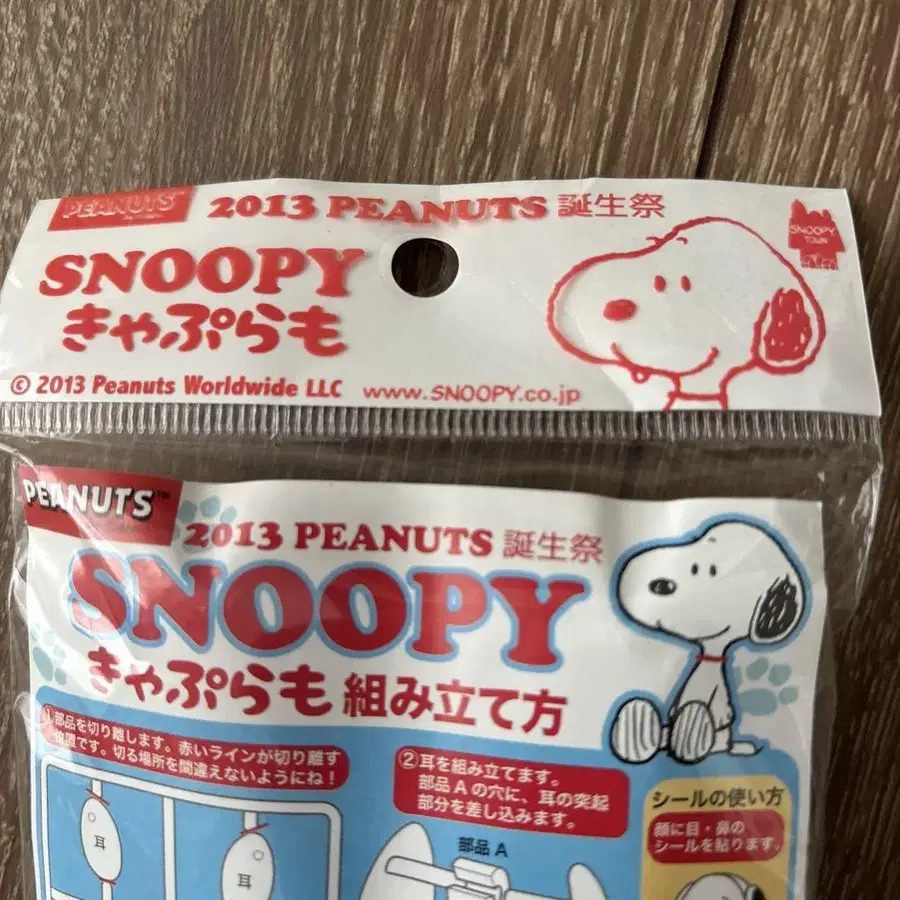 PEANUTS
2013 PEANUTS 誕生祭
SNOOPY
TOWN
SNOOPY
きゃぷらも
© 2013 Peanuts Worldwide LLC
www.SNOOPY.co.jp
PEANUTS™
2013 PEANUTS 誕生祭
SNOOPY
きゃぷらも 組み立て方
①部品を切り離します。赤いラインが切り離す
位置です。切る場所を間違えないようにね！
耳
耳
②耳を組み立てます。
部品Aの穴に、耳の突起
部分を差し込みます。
部品A
シールの使い方
顔に目・鼻の
シールを貼ります。